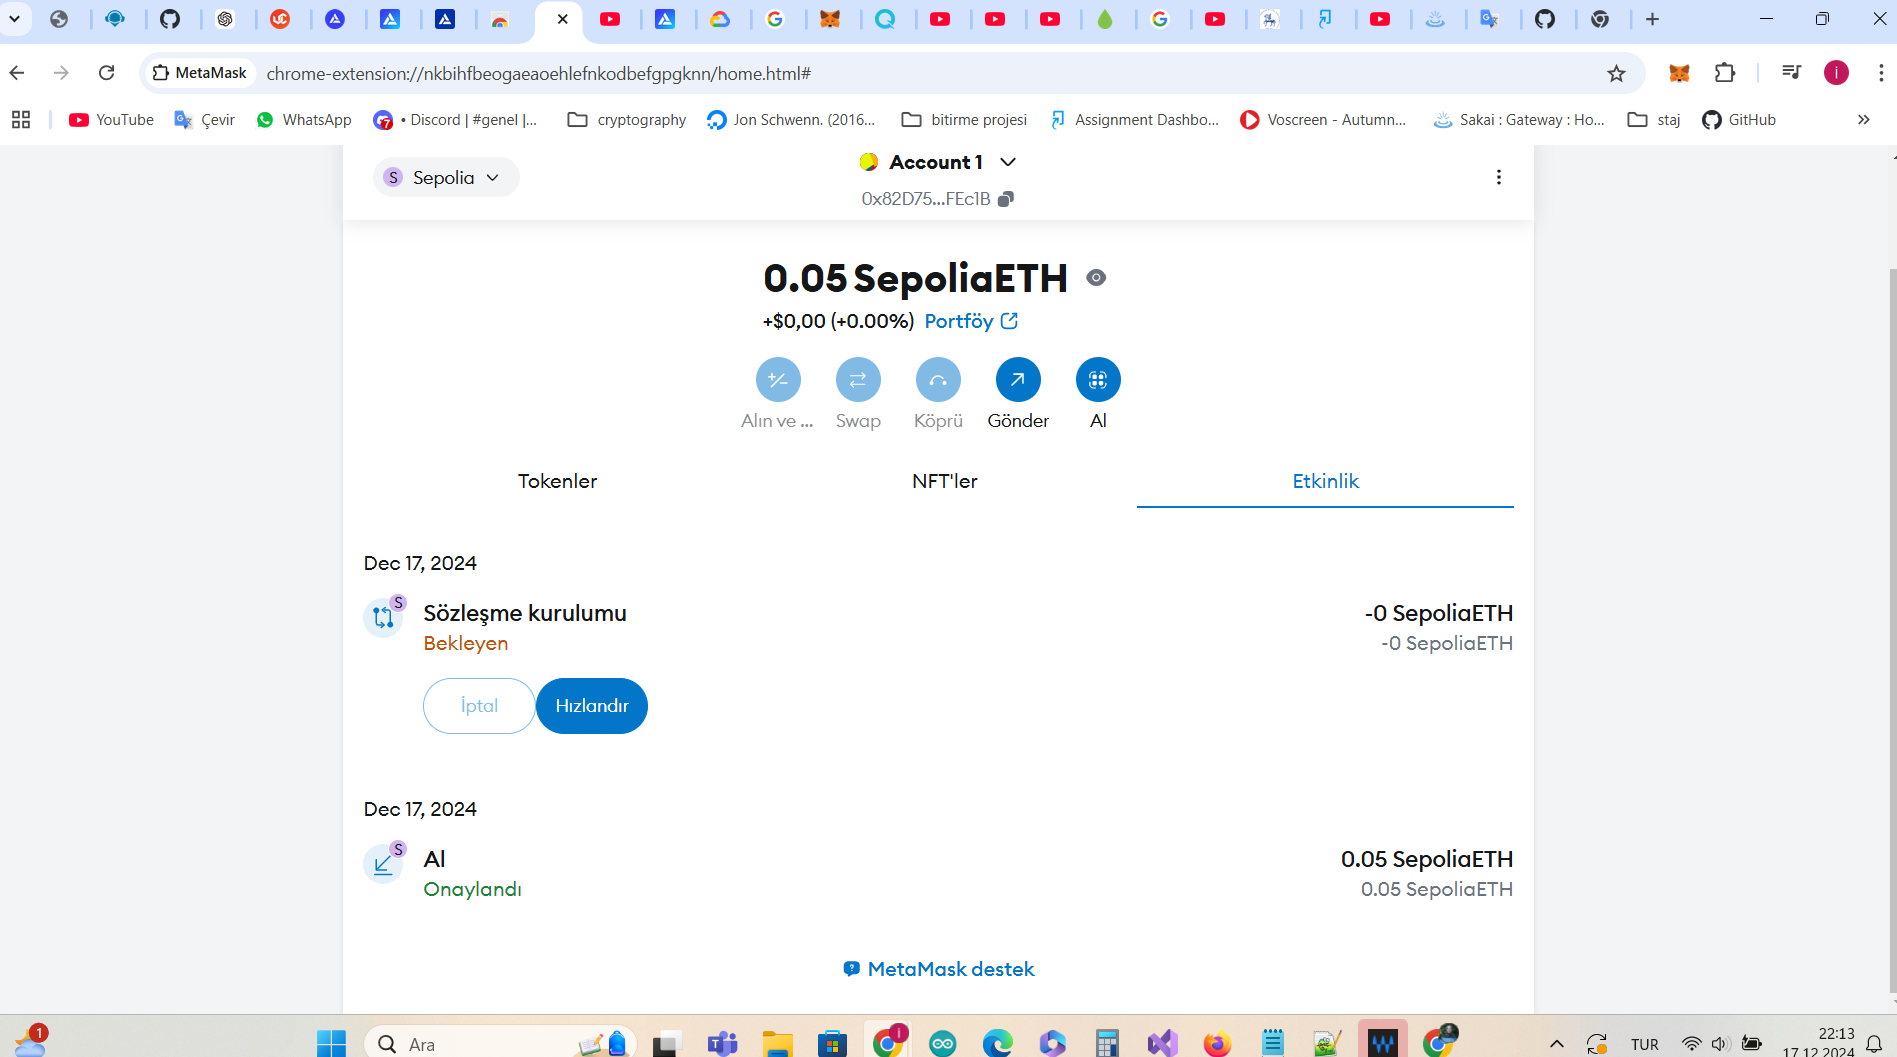 MetaMask
chrome-extension://nkbihfbeogaeaoehlefnkodbefgpgknn/home.html#
i
YouTube
Çevir
WhatsApp
7
• Discord | #genel |...
cryptography
Jon Schwenn. (2016...
bitirme projesi
Assignment Dashbo...
Voscreen - Autumn...
Sakai : Gateway : Ho...
staj
GitHub
S Sepolia
Account 1
0x82D75...FEc1B
0.05 SepoliaETH
+$0,00 (+0.00%) Portföy
Alın ve ...
Swap
Köprü
Gönder
Al
Tokenler
NFT'ler
Etkinlik
Dec 17, 2024
S
Sözleşme kurulumu
-0 SepoliaETH
Bekleyen
-0 SepoliaETH
İptal
Hızlandır
Dec 17, 2024
S
Al
0.05 SepoliaETH
Onaylandı
0.05 SepoliaETH
MetaMask destek
1
Ara
i
TUR
22:13
17.12.2024